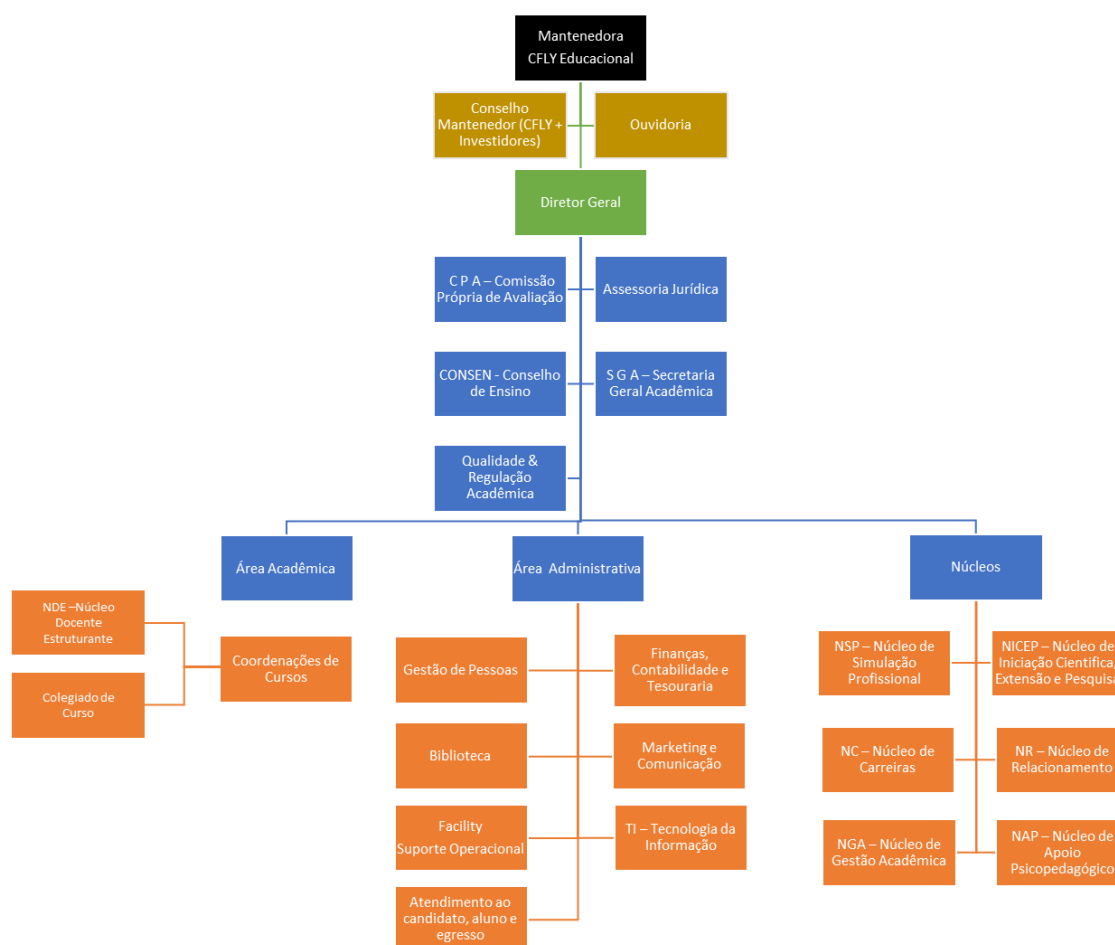 Mantenedora
CFLY Educacional
Conselho
Mantenedor (CFLY +
Investidores)
Ouvidoria
Diretor Geral
C P A – Comissão
Própria de Avaliação
Assessoria Jurídica
CONSEN - Conselho
de Ensino
S G A – Secretaria
Geral Acadêmica
Qualidade &
Regulação
Acadêmica
Área Acadêmica
Área Administrativa
Núcleos
NDE –Núcleo
Docente
Estruturante
Colegiado de
Curso
Coordenações de
Cursos
Gestão de Pessoas
Finanças,
Contabilidade e
Tesouraria
Biblioteca
Marketing e
Comunicação
Facility
Suporte Operacional
TI – Tecnologia da
Informação
Atendimento ao
candidato, aluno e
egresso
NSP – Núcleo de
Simulação
Profissional
NICEP – Núcleo de
Iniciação Cientifica,
Extensão e Pesquisa
NC – Núcleo de
Carreiras
NR – Núcleo de
Relacionamento
NGA – Núcleo de
Gestão Acadêmica
NAP – Núcleo de
Apoio
Psicopedagógico